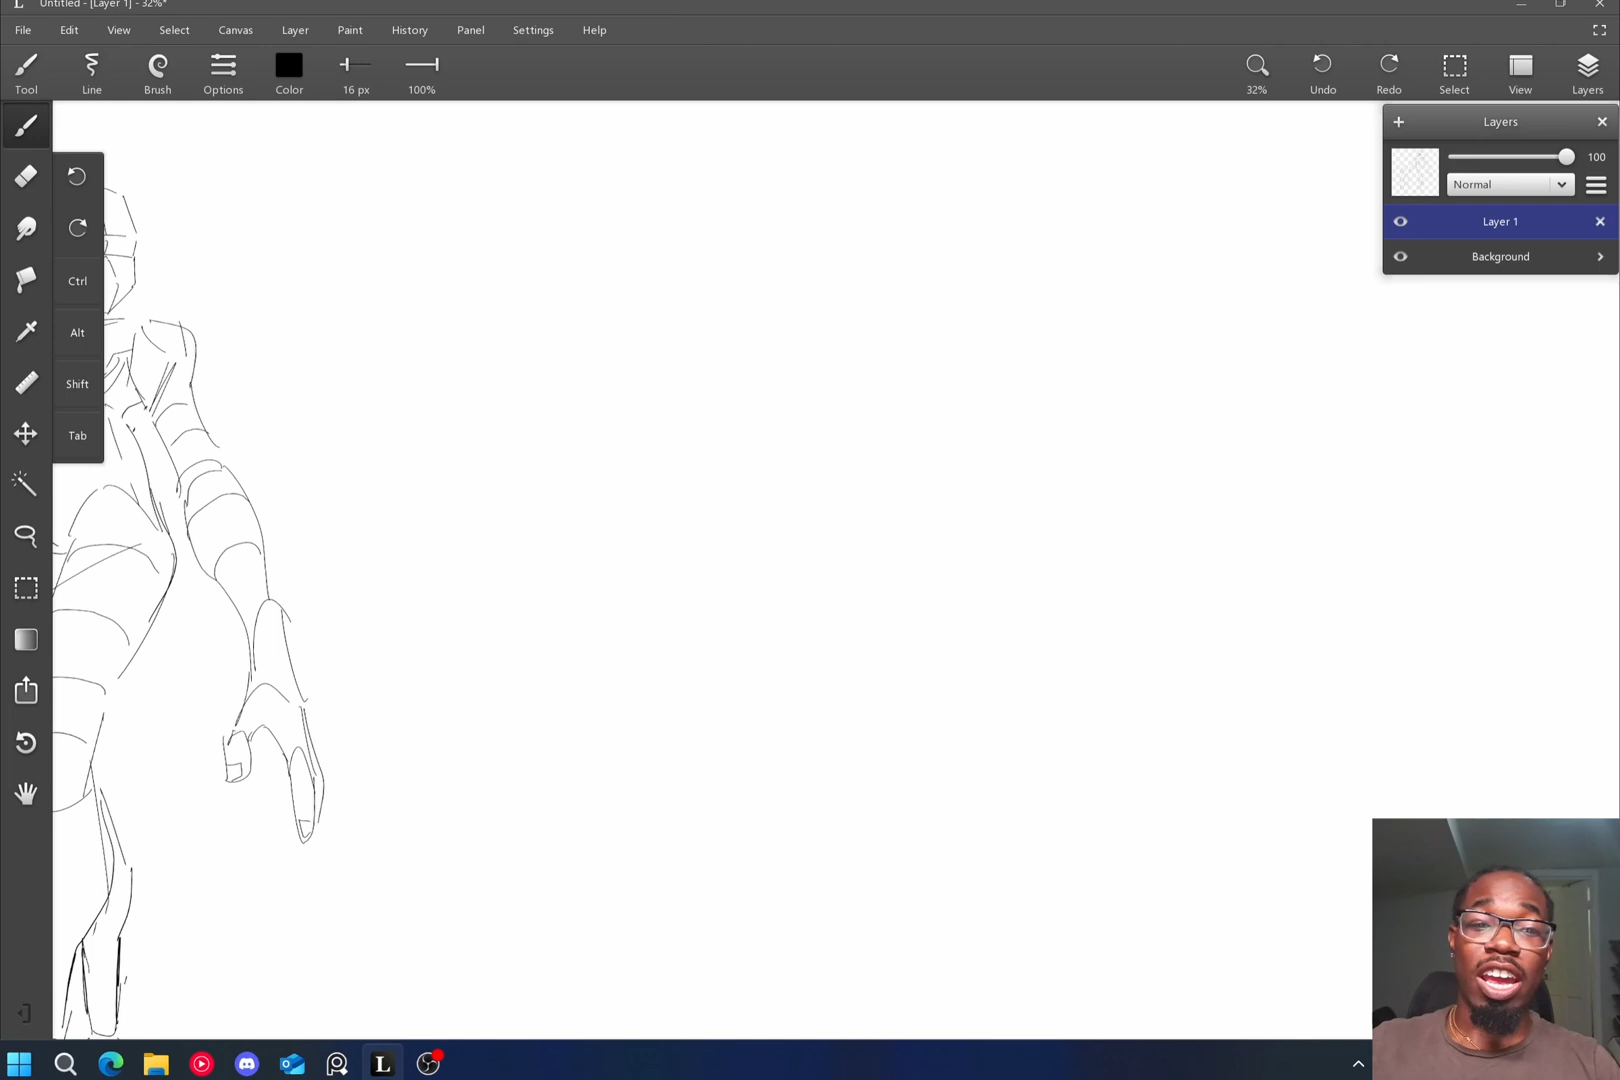 L Untitled - [Layer 1] - 32%*
File Edit View Select Canvas Layer Paint History Panel Settings Help
Tool Line Brush Options Color 16 px 100% 32% Undo Redo Select View Layers
+ Layers ×
100
Normal
Layer 1
Background
Ctrl
Alt
Shift
Tab
L